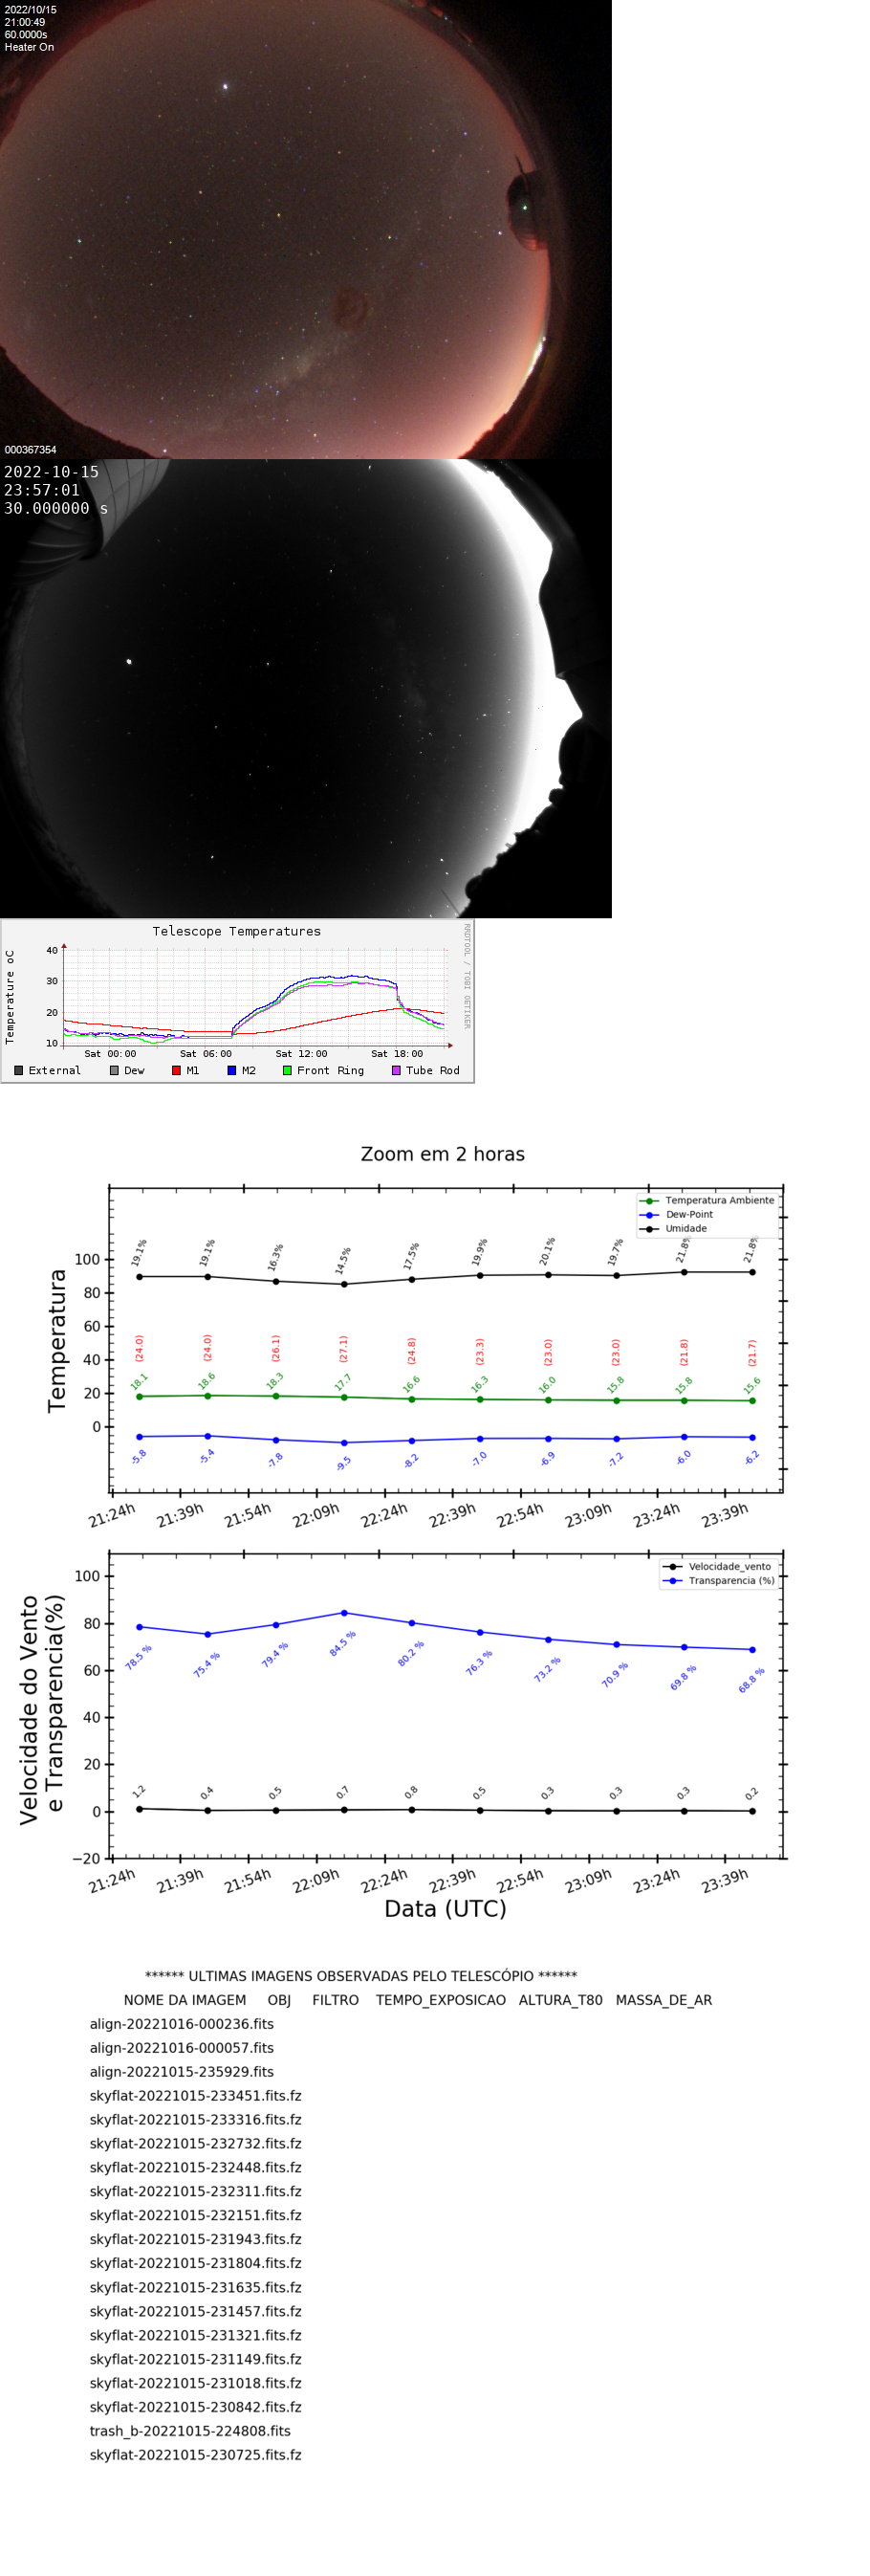 2022/10/15
21:00:49
60.0000s
Heater On
000367354
2022-10-15
23:57:01
30.000000 s
Telescope Temperatures
RRDTOOL / TOBI OETIKER
Temperature oC
40
30
20
10
Sat 00:00 Sat 06:00 Sat 12:00 Sat 18:00
External Dew M1 M2 Front Ring Tube Rod
Zoom em 2 horas
Temperatura Ambiente
Dew-Point
Umidade
Temperatura
100
80
60
40
20
0
19.1% 19.1% 16.3% 14.5% 17.5% 19.9% 20.1% 19.7% 21.8% 21.8%
(24.0) (24.0) (26.1) (27.1) (24.8) (23.3) (23.0) (23.0) (21.8) (21.7)
18.1 18.6 18.3 17.7 16.6 16.3 16.0 15.8 15.8 15.6
-5.8 -5.4 -7.8 -9.5 -8.2 -7.0 -6.9 -7.2 -6.0 -6.2
21:24h 21:39h 21:54h 22:09h 22:24h 22:39h 22:54h 23:09h 23:24h 23:39h
Velocidade_vento
Transparencia (%)
Velocidade do Vento
e Transparencia(%)
100
80
60
40
20
0
−20
78.5 % 75.4 % 79.4 % 84.5 % 80.2 % 76.3 % 73.2 % 70.9 % 69.8 % 68.8 %
1.2 0.4 0.5 0.7 0.8 0.5 0.3 0.3 0.3 0.2
21:24h 21:39h 21:54h 22:09h 22:24h 22:39h 22:54h 23:09h 23:24h 23:39h
Data (UTC)
****** ULTIMAS IMAGENS OBSERVADAS PELO TELESCÓPIO ******
NOME DA IMAGEM OBJ FILTRO TEMPO_EXPOSICAO ALTURA_T80 MASSA_DE_AR
align-20221016-000236.fits
align-20221016-000057.fits
align-20221015-235929.fits
skyflat-20221015-233451.fits.fz
skyflat-20221015-233316.fits.fz
skyflat-20221015-232732.fits.fz
skyflat-20221015-232448.fits.fz
skyflat-20221015-232311.fits.fz
skyflat-20221015-232151.fits.fz
skyflat-20221015-231943.fits.fz
skyflat-20221015-231804.fits.fz
skyflat-20221015-231635.fits.fz
skyflat-20221015-231457.fits.fz
skyflat-20221015-231321.fits.fz
skyflat-20221015-231149.fits.fz
skyflat-20221015-231018.fits.fz
skyflat-20221015-230842.fits.fz
trash_b-20221015-224808.fits
skyflat-20221015-230725.fits.fz